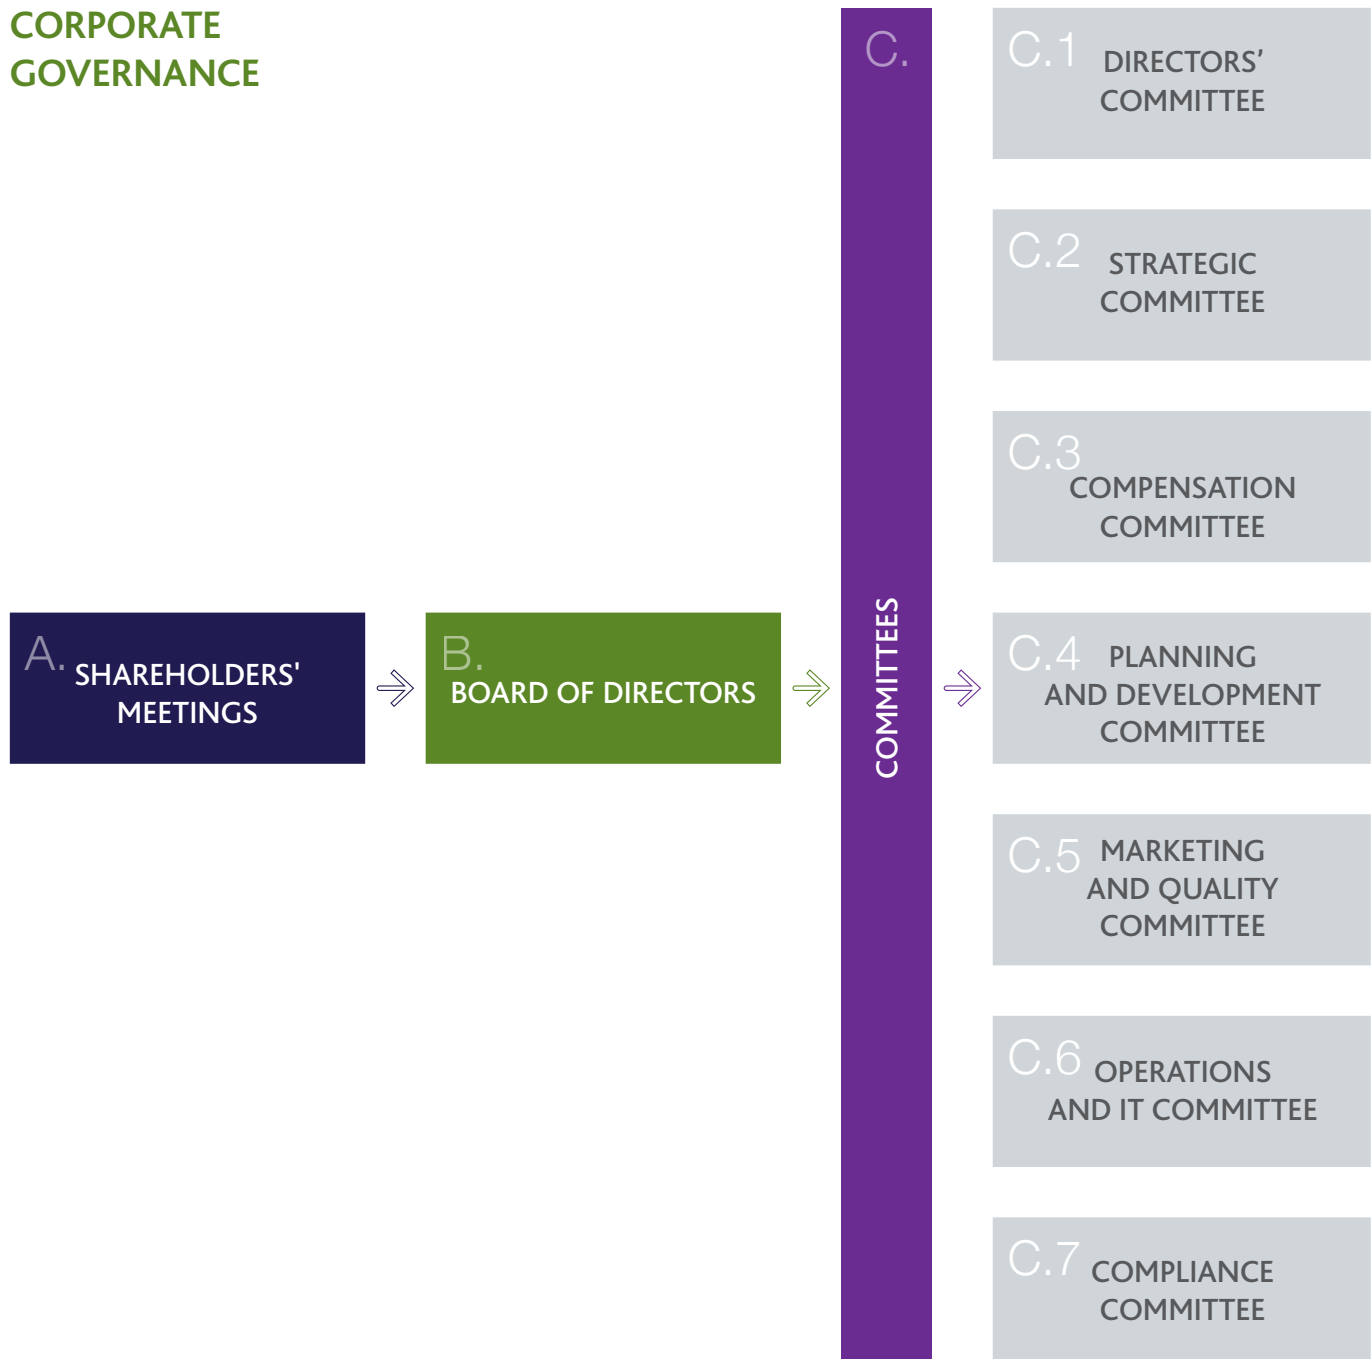 CORPORATE
GOVERNANCE
A.
SHAREHOLDERS'
MEETINGS
B.
BOARD OF DIRECTORS
C.
COMMITTEES
C.1
DIRECTORS’
COMMITTEE
C.2
STRATEGIC
COMMITTEE
C.3
COMPENSATION
COMMITTEE
C.4
PLANNING
AND DEVELOPMENT
COMMITTEE
C.5
MARKETING
AND QUALITY
COMMITTEE
C.6
OPERATIONS
AND IT COMMITTEE
C.7
COMPLIANCE
COMMITTEE